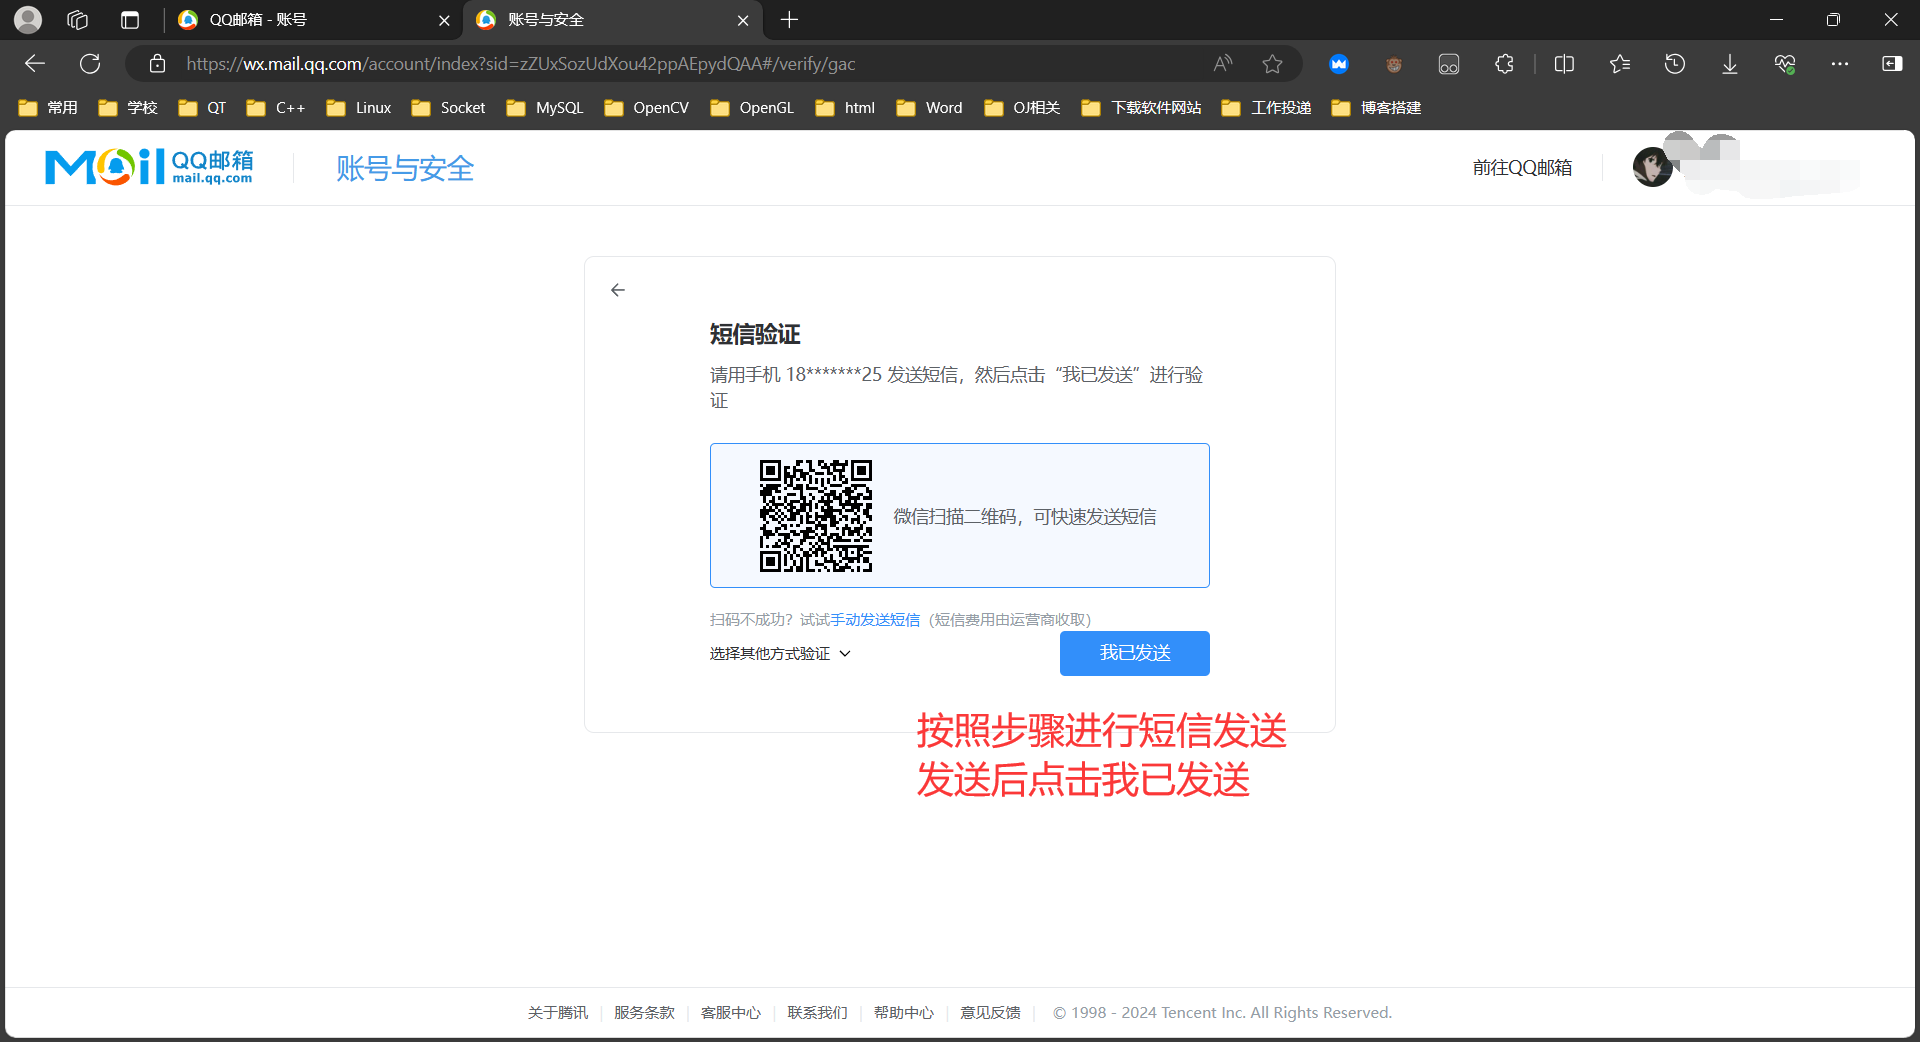 QQ邮箱 - 账号
账号与安全
https://wx.mail.qq.com/account/index?sid=zZUxSozUdXou42ppAEpydQAA#/verify/gac
常用 学校 QT C++ Linux Socket MySQL OpenCV OpenGL html Word OJ相关 下载软件网站 工作投递 博客搭建
Mail QQ邮箱
mail.qq.com
账号与安全
前往QQ邮箱
短信验证
请用手机 18*******25 发送短信，然后点击“我已发送”进行验
证
微信扫描二维码，可快速发送短信
扫码不成功？试试手动发送短信（短信费用由运营商收取）
选择其他方式验证
我已发送
按照步骤进行短信发送
发送后点击我已发送
关于腾讯 | 服务条款 | 客服中心 | 联系我们 | 帮助中心 | 意见反馈 | © 1998 - 2024 Tencent Inc. All Rights Reserved.